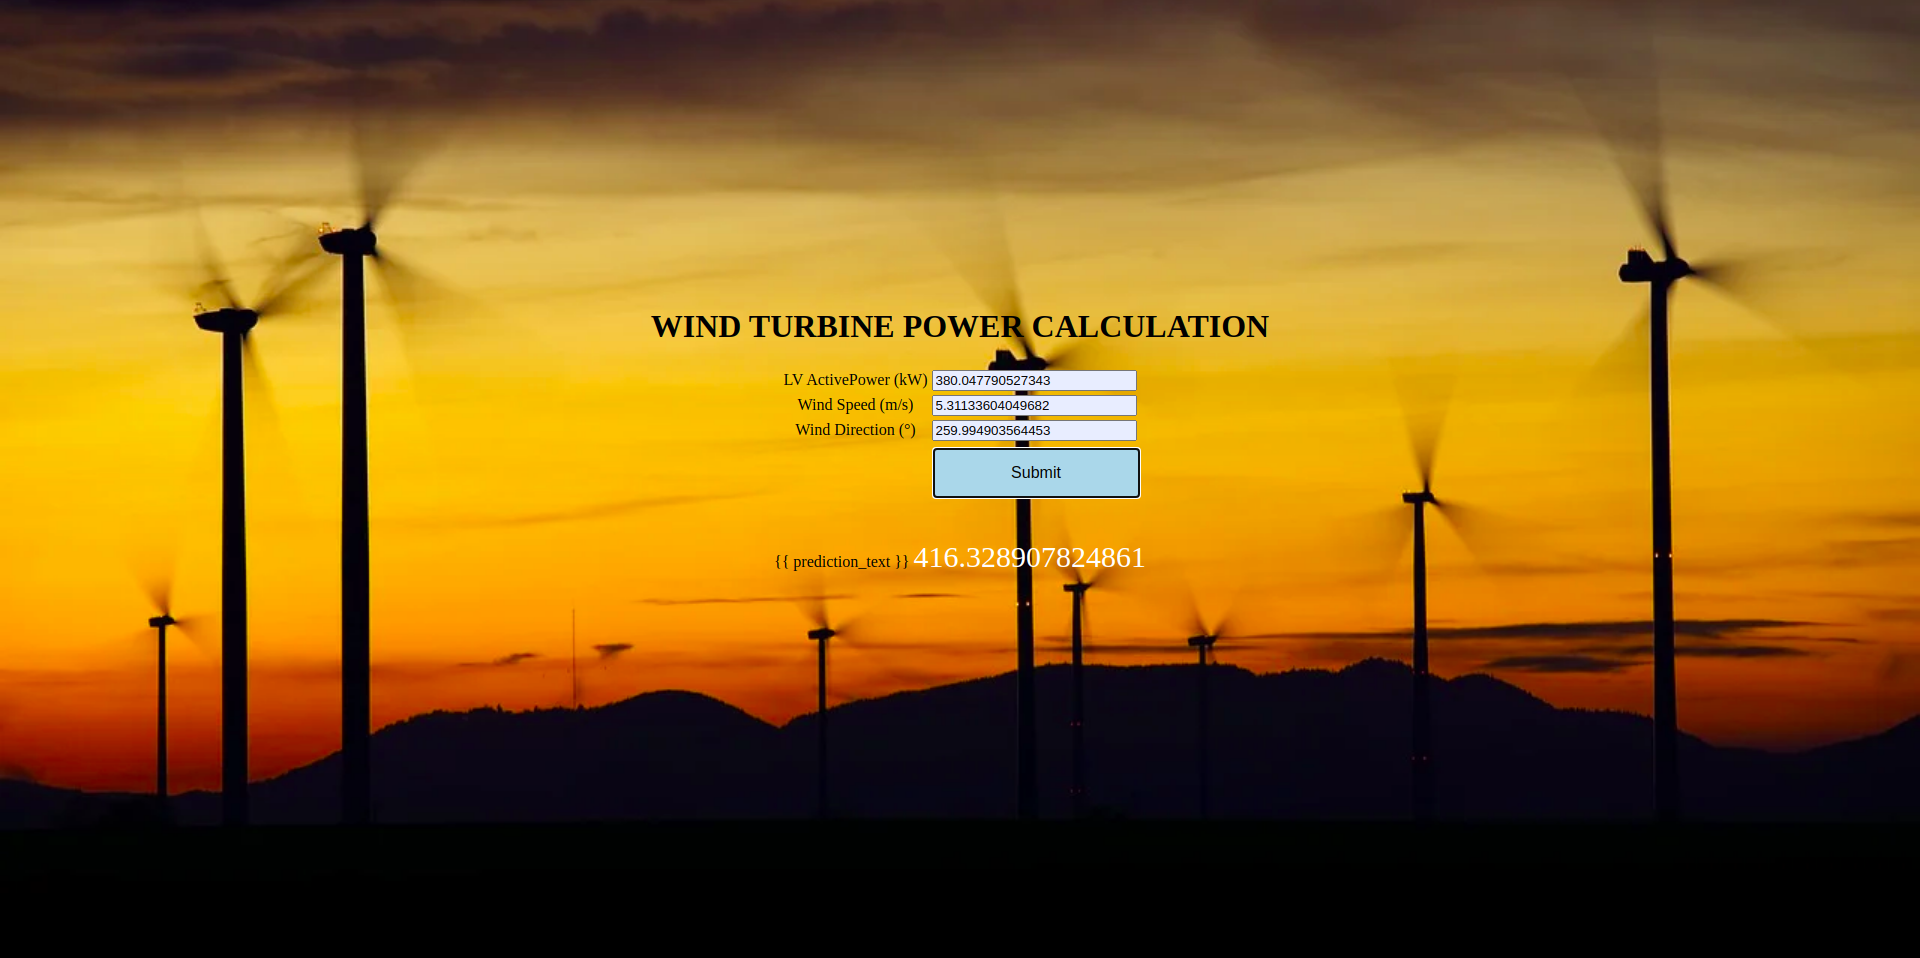 WIND TURBINE POWER CALCULATION
LV ActivePower (kW) 380.047790527343
Wind Speed (m/s) 5.31133604049682
Wind Direction (°) 259.994903564453
Submit
{{ prediction_text }} 416.328907824861